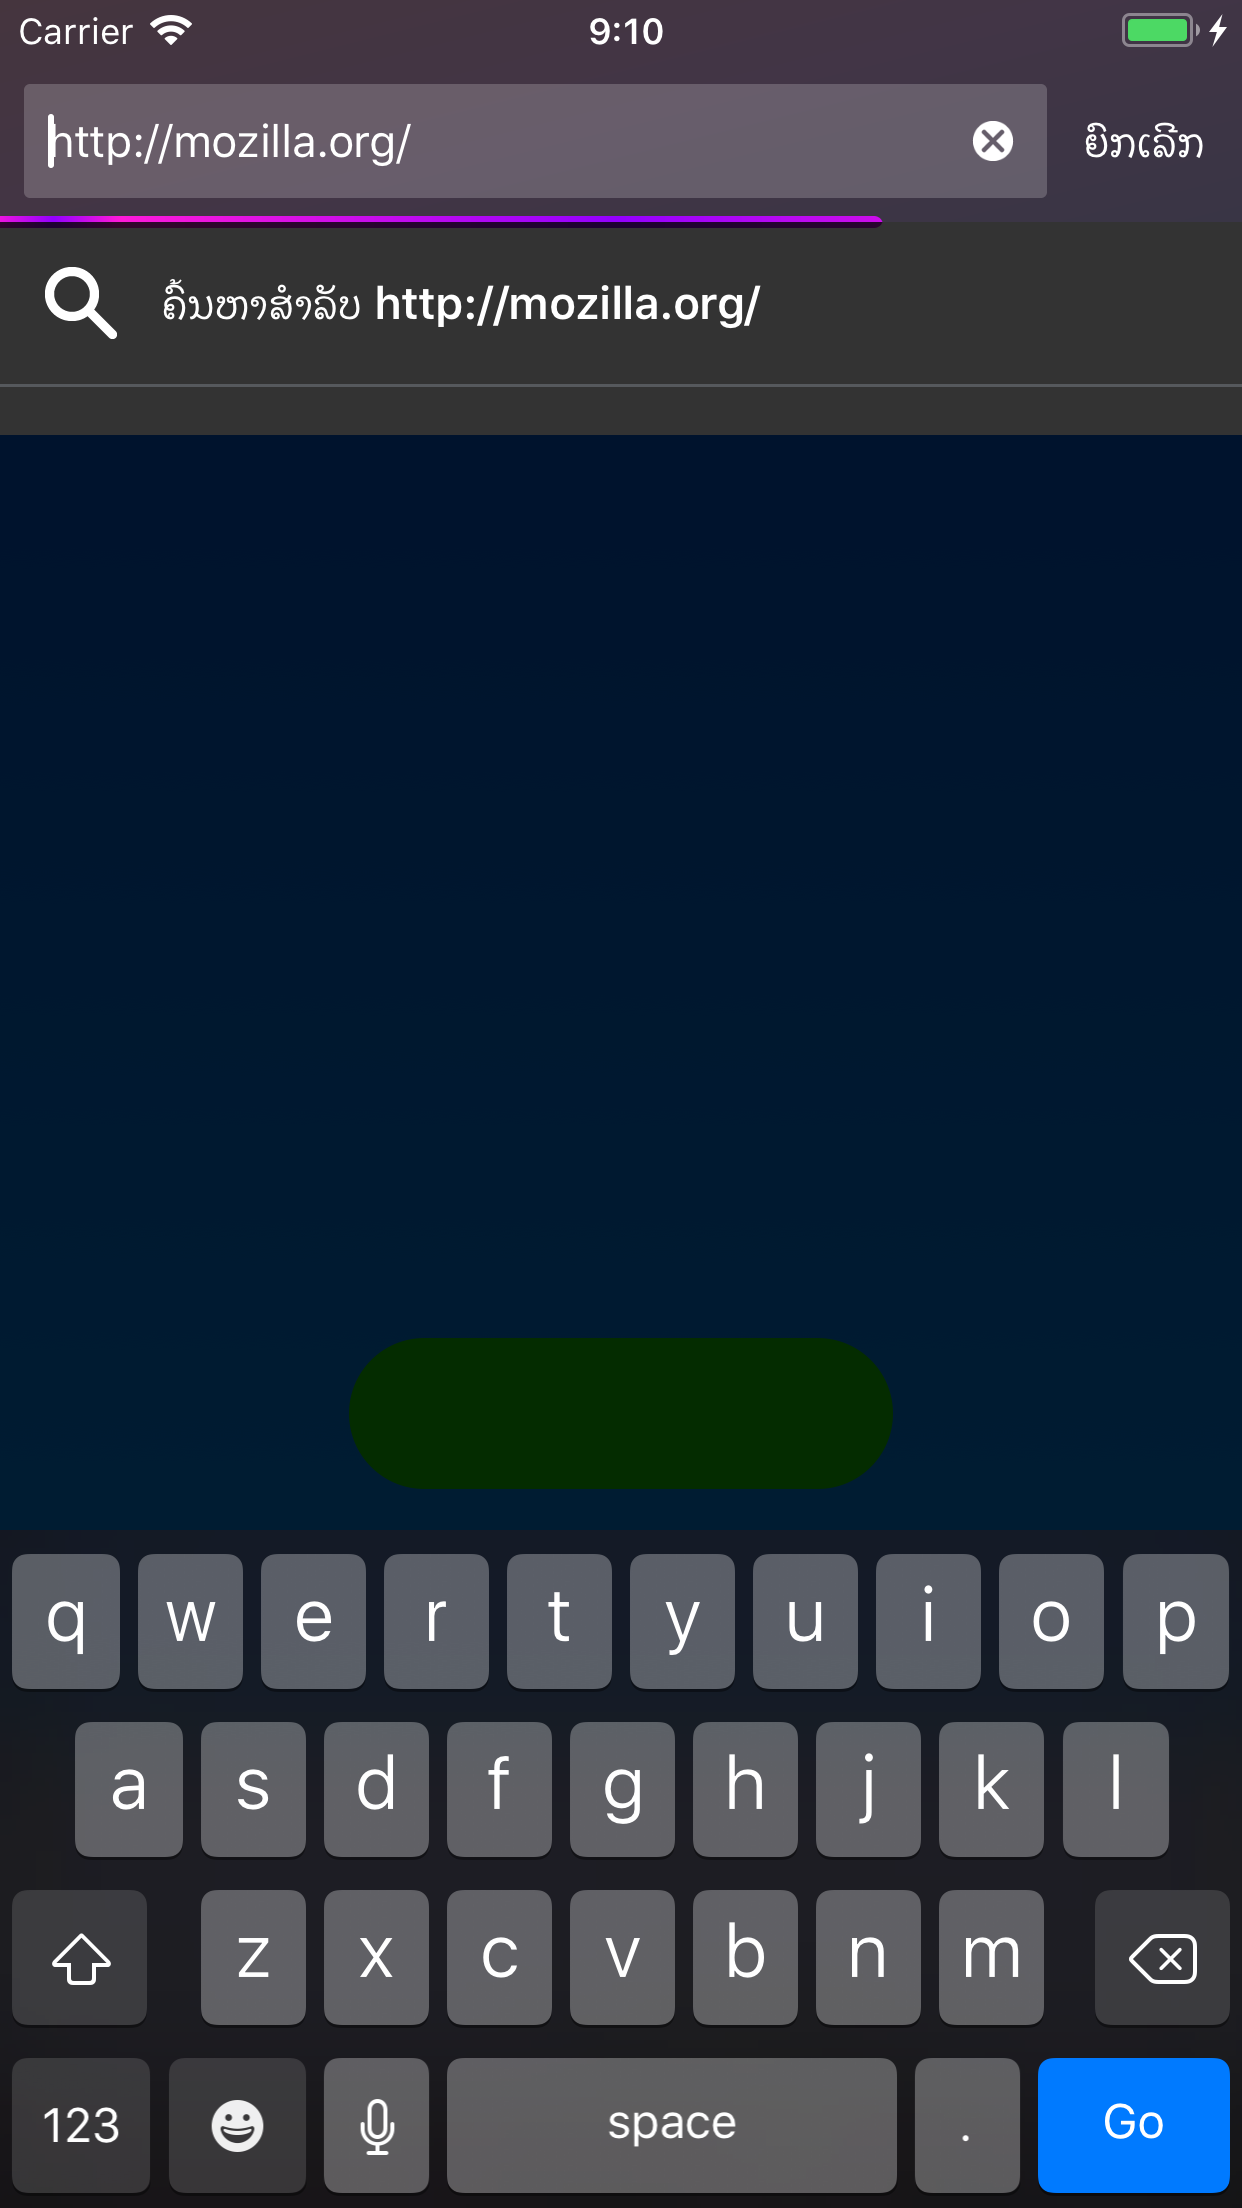 Carrier 9:10
http://mozilla.org/ ຍົກເລີກ
ຄົ້ນຫາສຳລັບ http://mozilla.org/
q w e r t y u i o p
a s d f g h j k l
z x c v b n m
123 space . Go